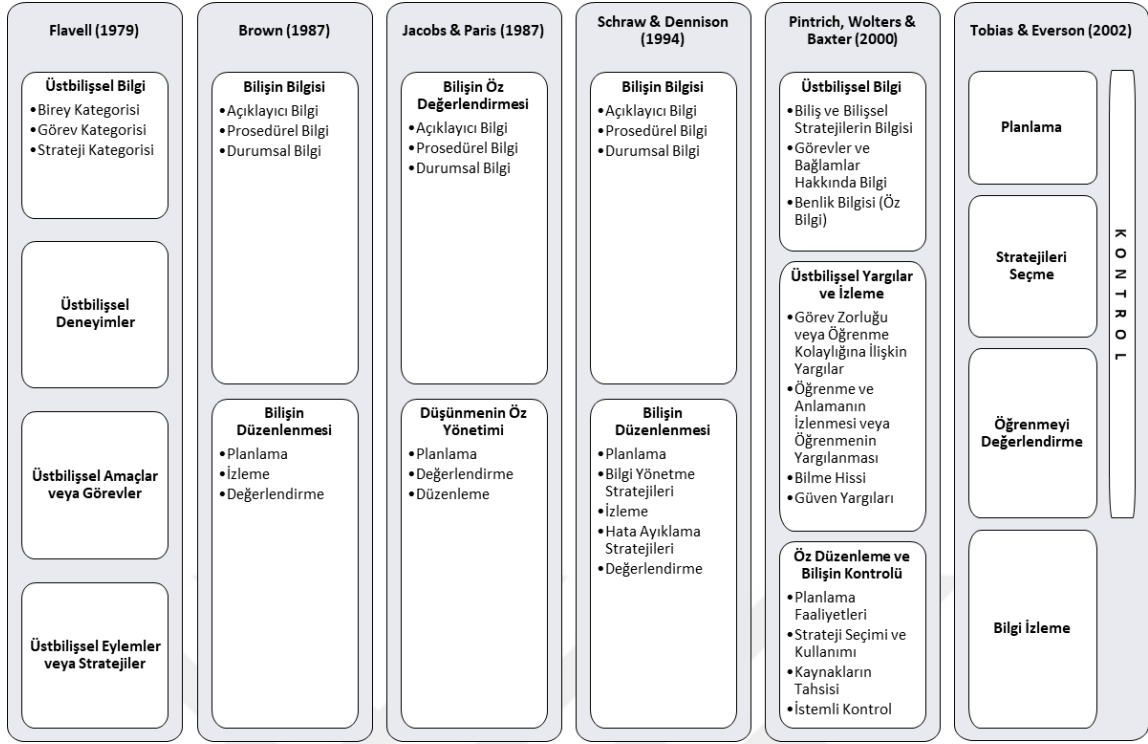 Flavell (1979)
Üstbilişsel Bilgi
•Birey Kategorisi
•Görev Kategorisi
•Strateji Kategorisi
Üstbilişsel
Deneyimler
Üstbilişsel Amaçlar
veya Görevler
Üstbilişsel Eylemler
veya Stratejiler
Brown (1987)
Bilişin Bilgisi
•Açıklayıcı Bilgi
•Prosedürel Bilgi
•Durumsal Bilgi
Bilişin
Düzenlenmesi
•Planlama
•İzleme
•Değerlendirme
Jacobs & Paris (1987)
Bilişin Öz
Değerlendirmesi
•Açıklayıcı Bilgi
•Prosedürel Bilgi
•Durumsal Bilgi
Düşünmenin Öz
Yönetimi
•Planlama
•Değerlendirme
•Düzenleme
Schraw & Dennison
(1994)
Bilişin Bilgisi
•Açıklayıcı Bilgi
•Prosedürel Bilgi
•Durumsal Bilgi
Bilişin
Düzenlenmesi
•Planlama
•Bilgi Yönetme
Stratejileri
•İzleme
•Hata Ayıklama
Stratejileri
•Değerlendirme
Pintrich, Wolters &
Baxter (2000)
Üstbilişsel Bilgi
•Biliş ve Bilişsel
Stratejilerin Bilgisi
•Görevler ve
Bağlamlar
Hakkında Bilgi
•Benlik Bilgisi (Öz
Bilgi)
Üstbilişsel Yargılar
ve İzleme
•Görev Zorluğu
veya Öğrenme
Kolaylığına İlişkin
Yargılar
•Öğrenme ve
Anlamanın
İzlenmesi veya
Öğrenmenin
Yargılanması
•Bilme Hissi
•Güven Yargıları
Öz Düzenleme ve
Bilişin Kontrolü
•Planlama
Faaliyetleri
•Strateji Seçimi ve
Kullanımı
•Kaynakların
Tahsisi
•İstemli Kontrol
Tobias & Everson (2002)
Planlama
Stratejileri
Seçme
Öğrenmeyi
Değerlendirme
Bilgi İzleme
KONTROL